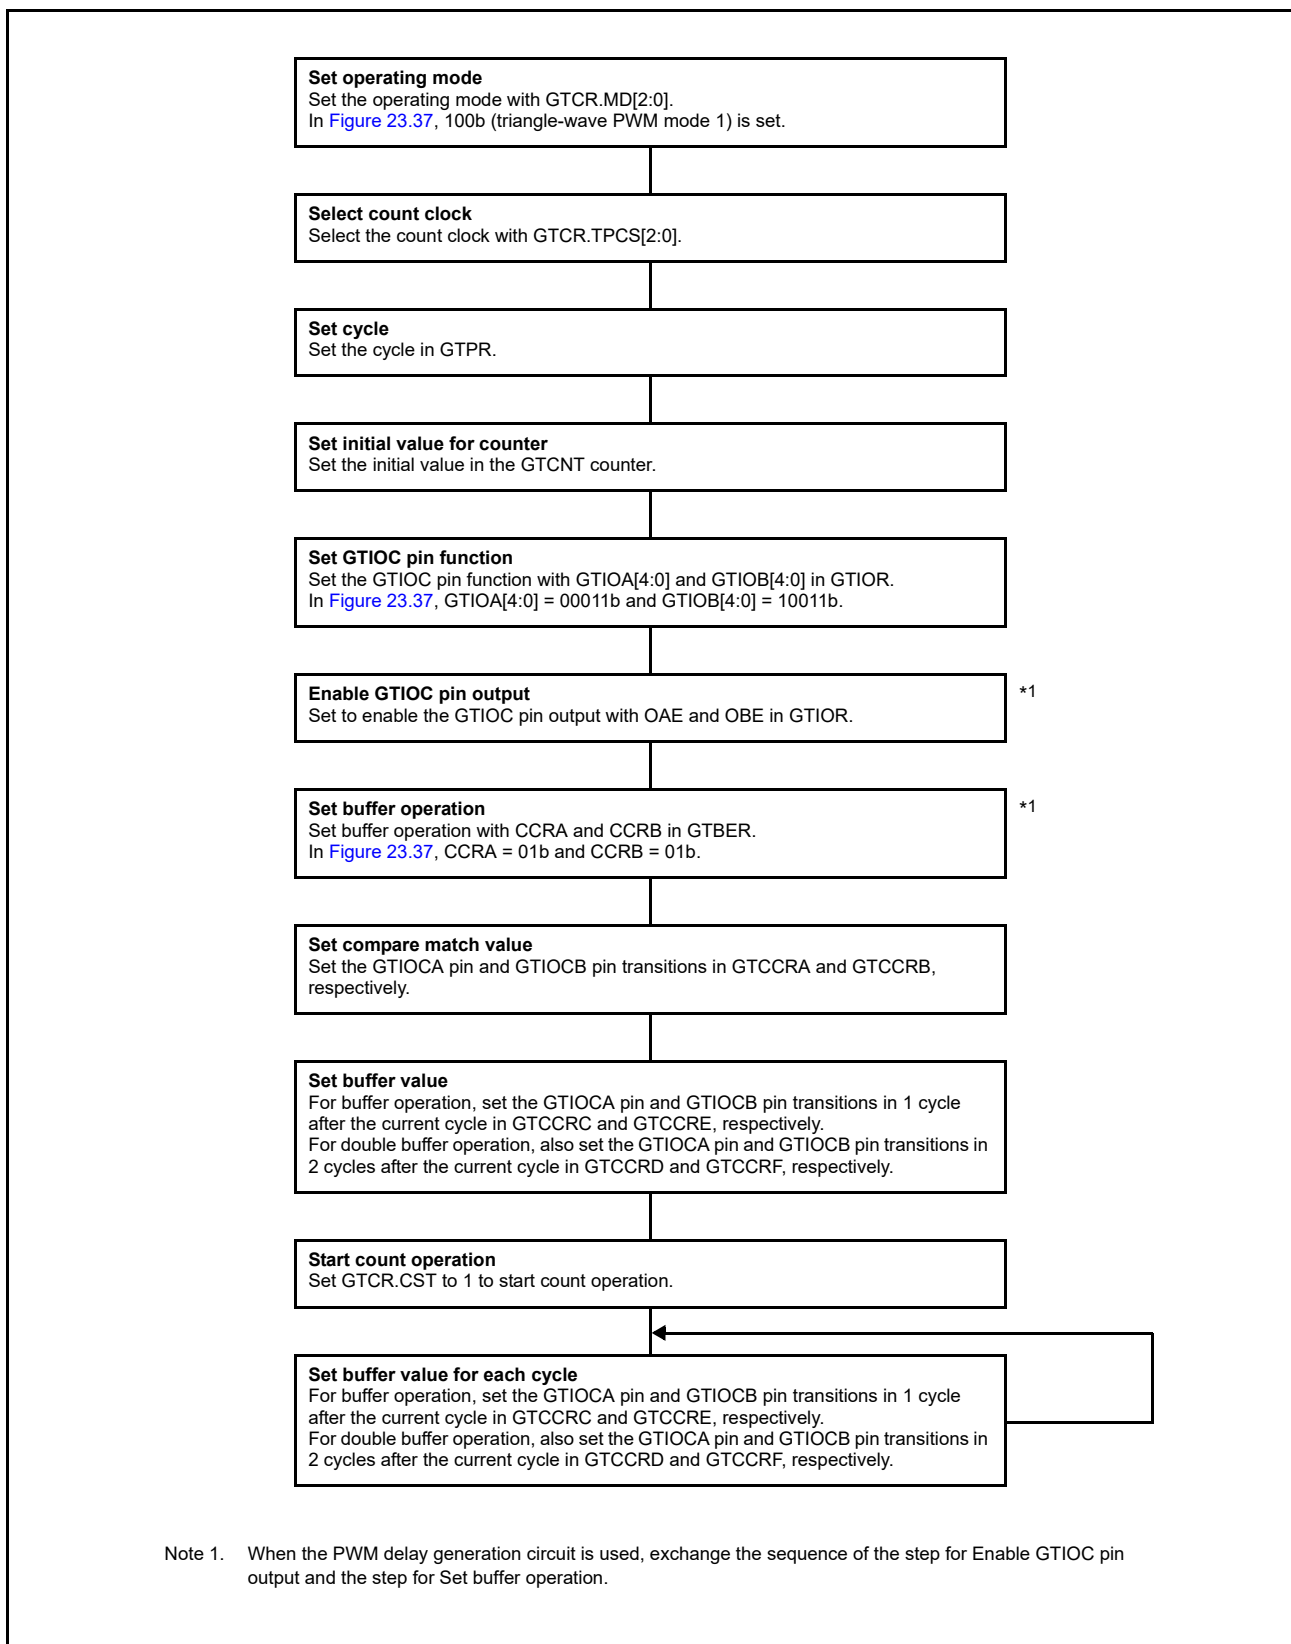 Set operating mode
Set the operating mode with GTCR.MD[2:0].
In Figure 23.37, 100b (triangle-wave PWM mode 1) is set.
Select count clock
Select the count clock with GTCR.TPCS[2:0].
Set cycle
Set the cycle in GTPR.
Set initial value for counter
Set the initial value in the GTCNT counter.
Set GTIOC pin function
Set the GTIOC pin function with GTIOA[4:0] and GTIOB[4:0] in GTIOR.
In Figure 23.37, GTIOA[4:0] = 00011b and GTIOB[4:0] = 10011b.
Enable GTIOC pin output
*1
Set to enable the GTIOC pin output with OAE and OBE in GTIOR.
Set buffer operation
*1
Set buffer operation with CCRA and CCRB in GTBER.
In Figure 23.37, CCRA = 01b and CCRB = 01b.
Set compare match value
Set the GTIOCA pin and GTIOCB pin transitions in GTCCRA and GTCCRB,
respectively.
Set buffer value
For buffer operation, set the GTIOCA pin and GTIOCB pin transitions in 1 cycle
after the current cycle in GTCCRC and GTCCRE, respectively.
For double buffer operation, also set the GTIOCA pin and GTIOCB pin transitions in
2 cycles after the current cycle in GTCCRD and GTCCRF, respectively.
Start count operation
Set GTCR.CST to 1 to start count operation.
Set buffer value for each cycle
For buffer operation, set the GTIOCA pin and GTIOCB pin transitions in 1 cycle
after the current cycle in GTCCRC and GTCCRE, respectively.
For double buffer operation, also set the GTIOCA pin and GTIOCB pin transitions in
2 cycles after the current cycle in GTCCRD and GTCCRF, respectively.
Note 1. When the PWM delay generation circuit is used, exchange the sequence of the step for Enable GTIOC pin
output and the step for Set buffer operation.